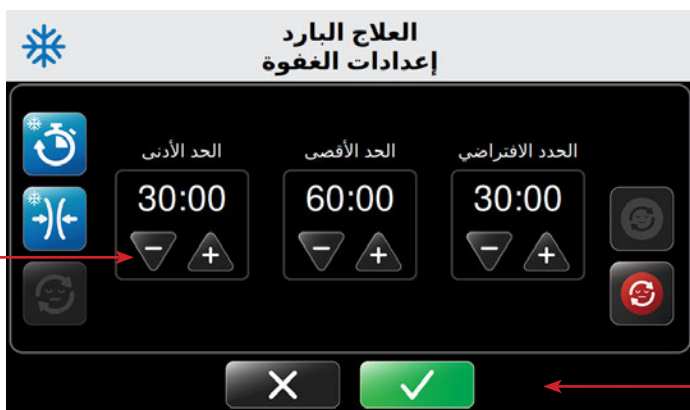 العلاج البارد
إعدادات الغفوة
الحدد الافتراضي
الحد الأقصى
الحد الأدنى
30:00
60:00
30:00